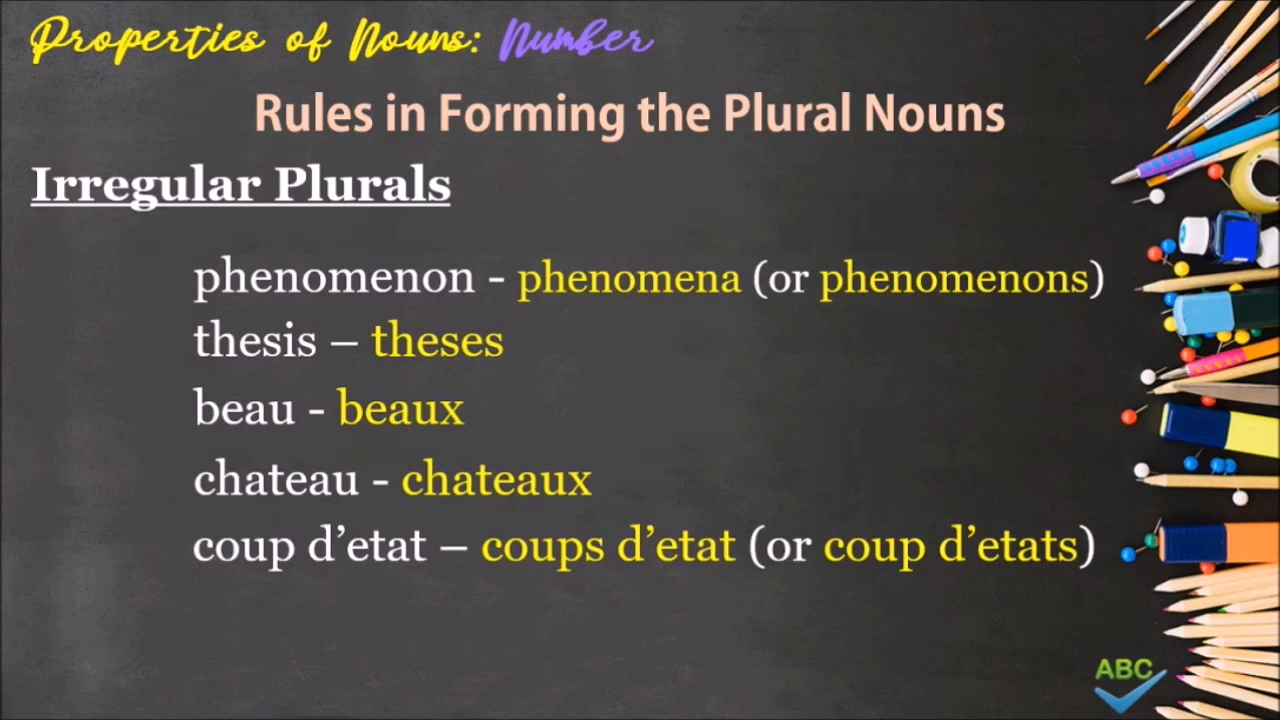 Properties of Nouns: Number
Rules in Forming the Plural Nouns
Irregular Plurals
phenomenon - phenomena (or phenomenons)
thesis – theses
beau - beaux
chateau - chateaux
coup d’etat – coups d’etat (or coup d’etats)
ABC